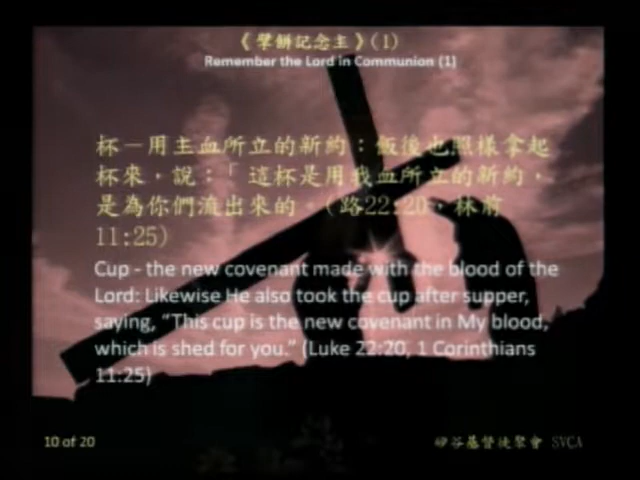 《擘餅記念主》(1)
Remember the Lord in Communion (1)
杯－用主血所立的新約：飯後也照樣拿起
杯來，說：「這杯是用我血所立的新約，
是為你們流出來的。(路22:20，林前
11:25)
Cup - the new covenant made with the blood of the
Lord: Likewise He also took the cup after supper,
saying, “This cup is the new covenant in My blood,
which is shed for you.” (Luke 22:20, 1 Corinthians
11:25)
10 of 20
矽谷基督徒聚會 SVCA